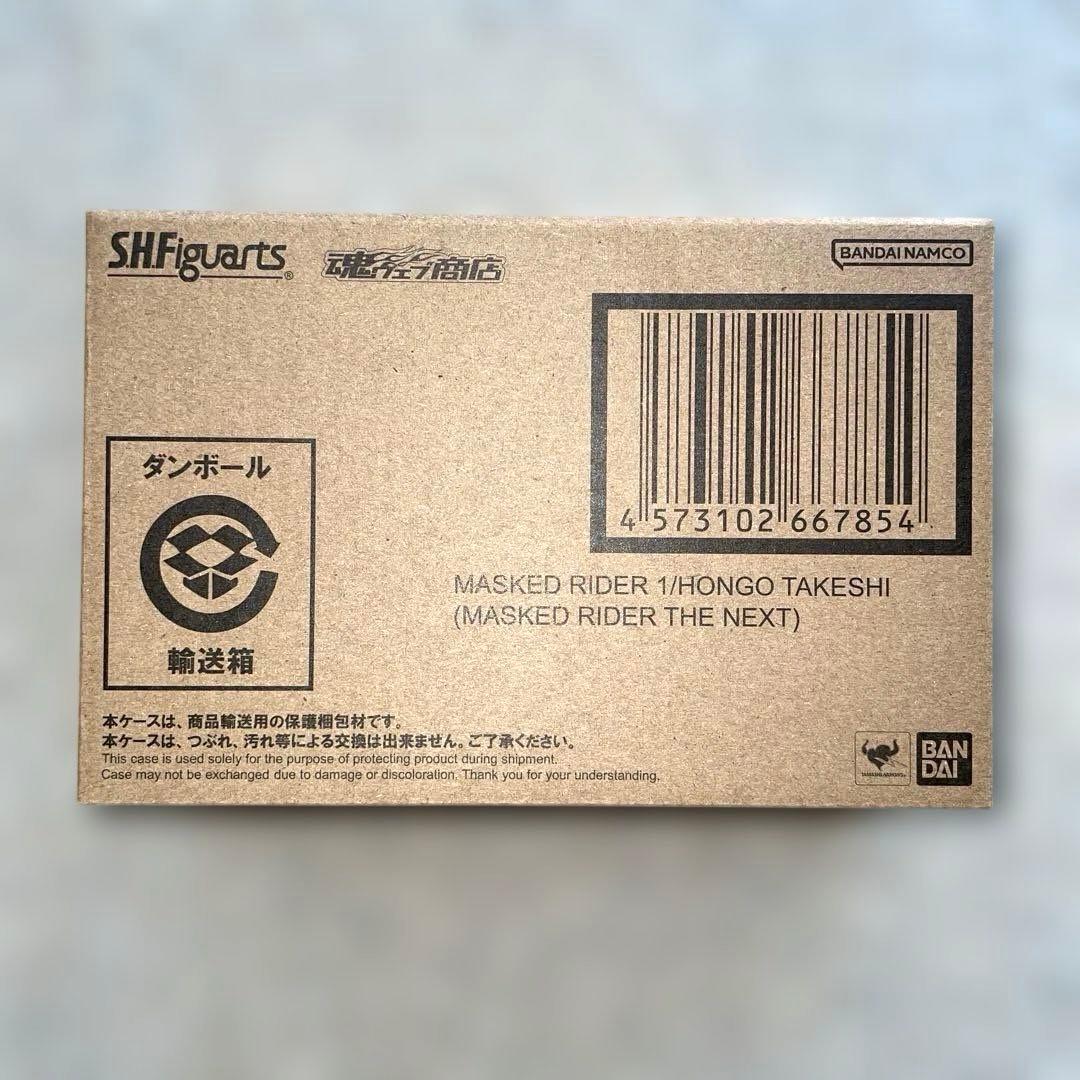 S.H.Figuarts®
魂ウェブ商店
BANDAI NAMCO
4 573102 667854
ダンボール
輸送箱
MASKED RIDER 1/HONGO TAKESHI
(MASKED RIDER THE NEXT)
本ケースは、商品輸送用の保護梱包材です。
本ケースは、つぶれ、汚れ等による交換は出来ません。ご了承ください。
This case is used solely for the purpose of protecting product during shipment.
Case may not be exchanged due to damage or discoloration. Thank you for your understanding.
TAMASHII NATIONS
BAN
DAI